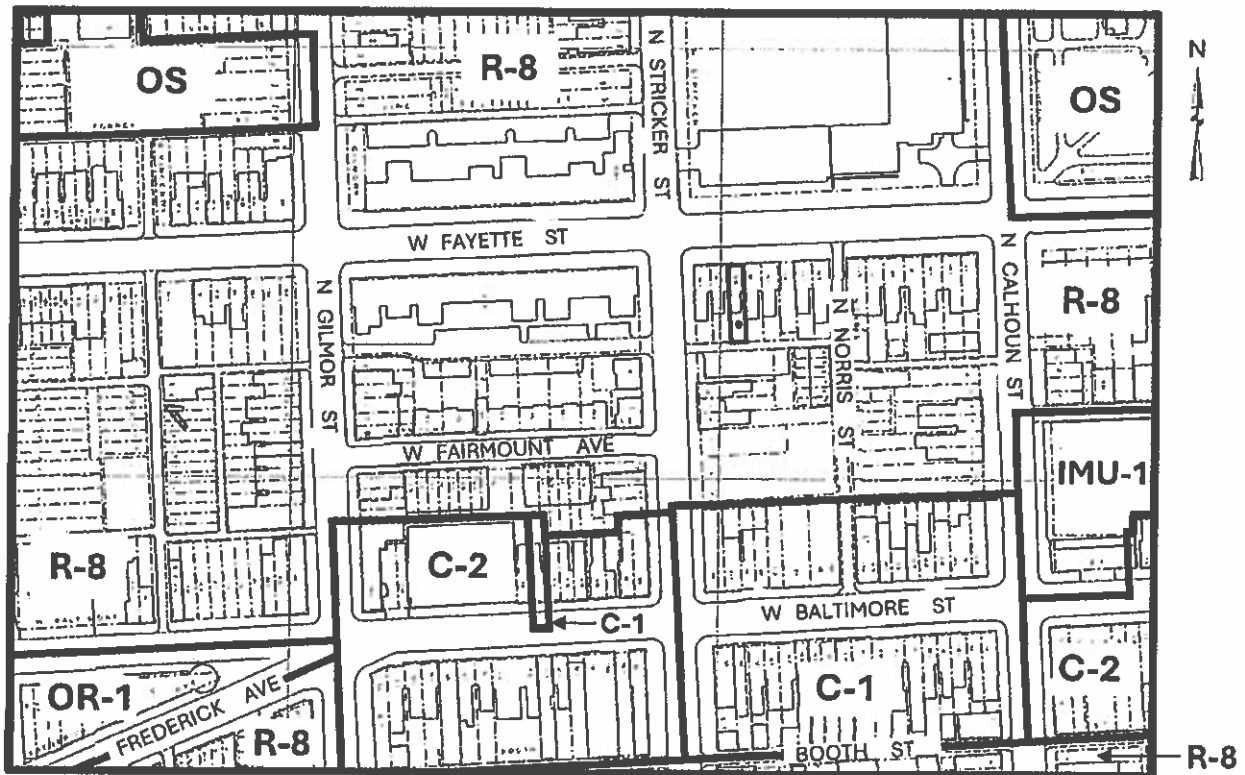 N
OS
R-8
N STRICKER ST
OS
W FAYETTE ST
N GILMOR ST
N NORRIS ST
N CALHOUN ST
R-8
W FAIRMOUNT AVE
IMU-1
R-8
C-2
C-1
W BALTIMORE ST
OR-1
FREDERICK AVE
R-8
C-1
C-2
BOOTH ST
R-8